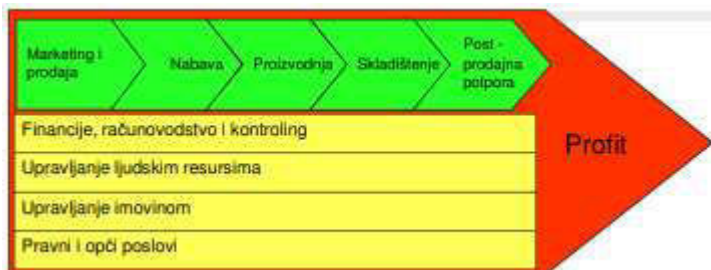 Marketing i
prodaja
Nabava
Proizvodnja
Skladištenje
Post -
prodajna
potpora
Financije, računovodstvo i kontroling
Upravljanje ljudskim resursima
Upravljanje imovinom
Pravni i opći poslovi
Profit